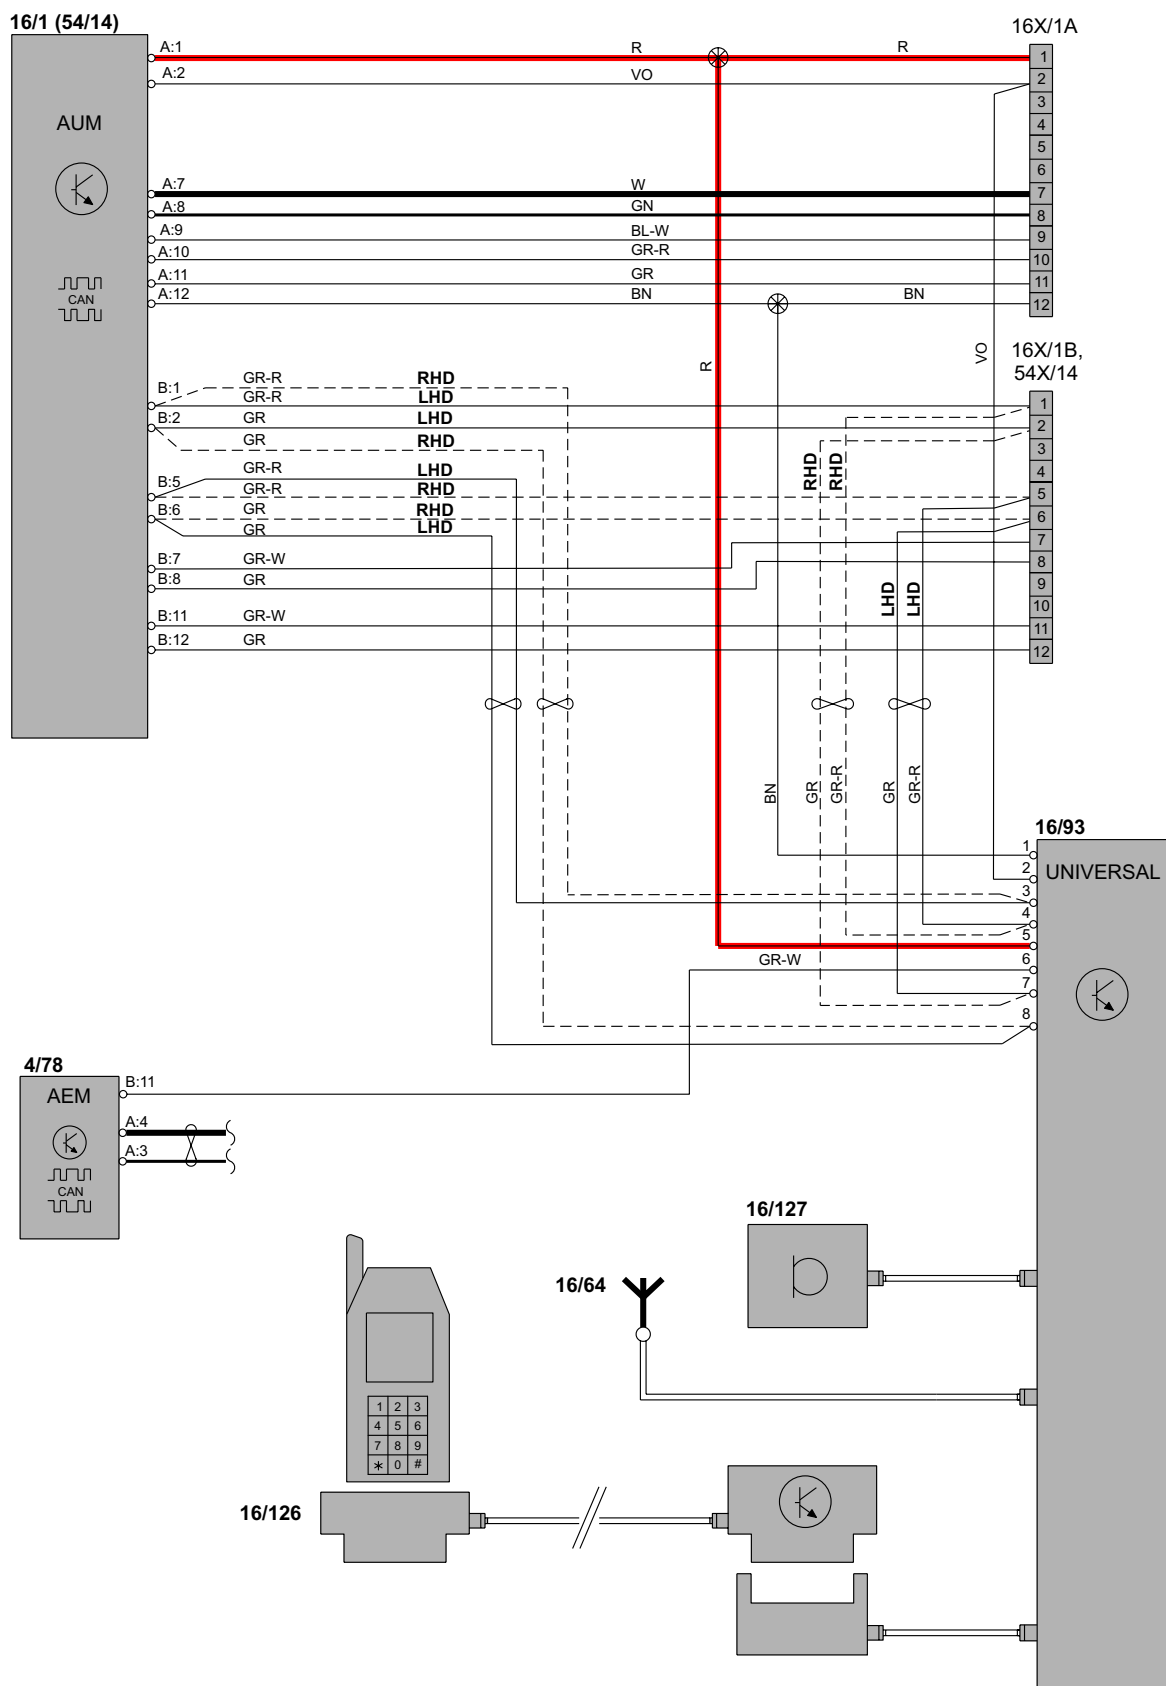 16/1 (54/14)
16X/1A
A:1
R
R
1
A:2
VO
2
3
AUM
4
5
6
A:7
W
7
A:8
GN
8
A:9
BL-W
9
A:10
GR-R
10
A:11
GR
11
CAN
A:12
BN
BN
12
R
VO
16X/1B,
54X/14
B:1
GR-R
RHD
GR-R
LHD
1
B:2
GR
LHD
2
GR
RHD
3
RHD
RHD
4
GR-R
LHD
B:5
GR-R
RHD
5
B:6
GR
RHD
6
GR
LHD
7
B:7
GR-W
8
B:8
GR
9
LHD
LHD
10
B:11
GR-W
11
B:12
GR
12
BN
GR
GR-R
GR
GR-R
16/93
1
UNIVERSAL
2
3
4
5
GR-W
6
7
8
4/78
B:11
AEM
A:4
A:3
CAN
16/127
16/64
1 2 3
4 5 6
7 8 9
* 0 #
16/126